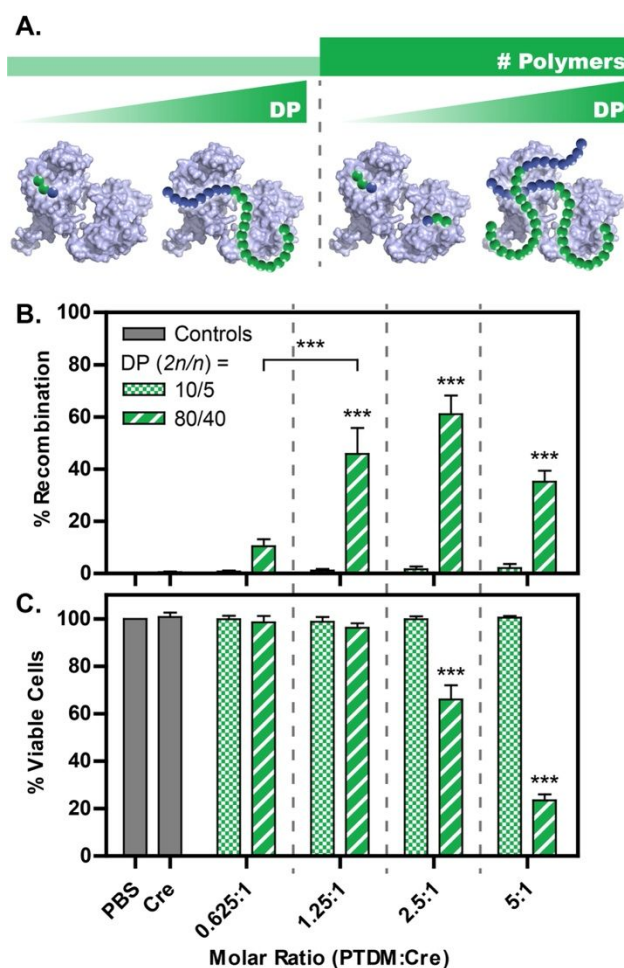 A.
# Polymers
DP
DP
B.
% Recombination
100
80
60
40
20
0
Controls
DP (2n/n) =
10/5
80/40
***
***
***
***
C.
% Viable Cells
100
80
60
40
20
0
***
***
PBS
Cre
0.625:1
1.25:1
2.5:1
5:1
Molar Ratio (PTDM:Cre)